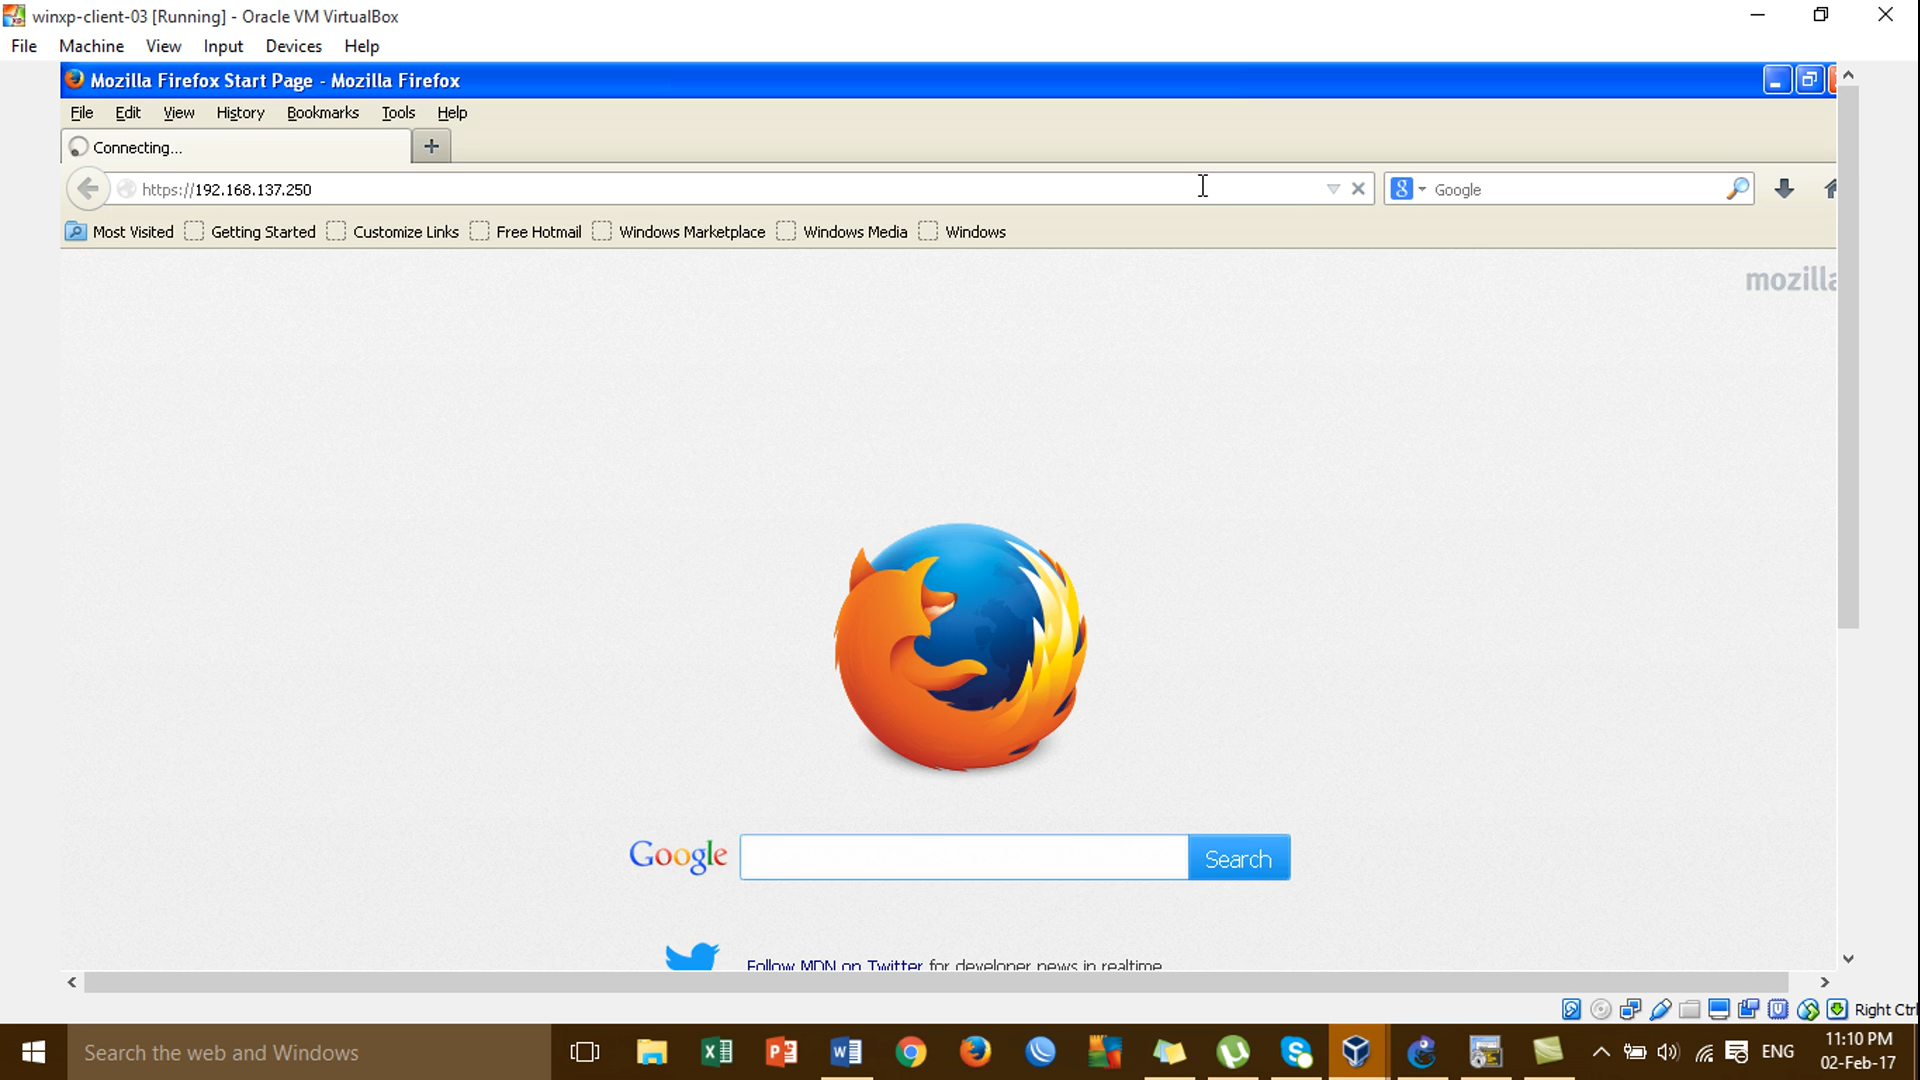 winxp-client-03 [Running] - Oracle VM VirtualBox
File Machine View Input Devices Help
Mozilla Firefox Start Page - Mozilla Firefox
File Edit View History Bookmarks Tools Help
Connecting...
https://192.168.137.250
Google
Most Visited Getting Started Customize Links Free Hotmail Windows Marketplace Windows Media Windows
mozilla
Google
Search
Follow MDN on Twitter for developer news in realtime
Right Ctrl
Search the web and Windows
ENG
11:10 PM
02-Feb-17